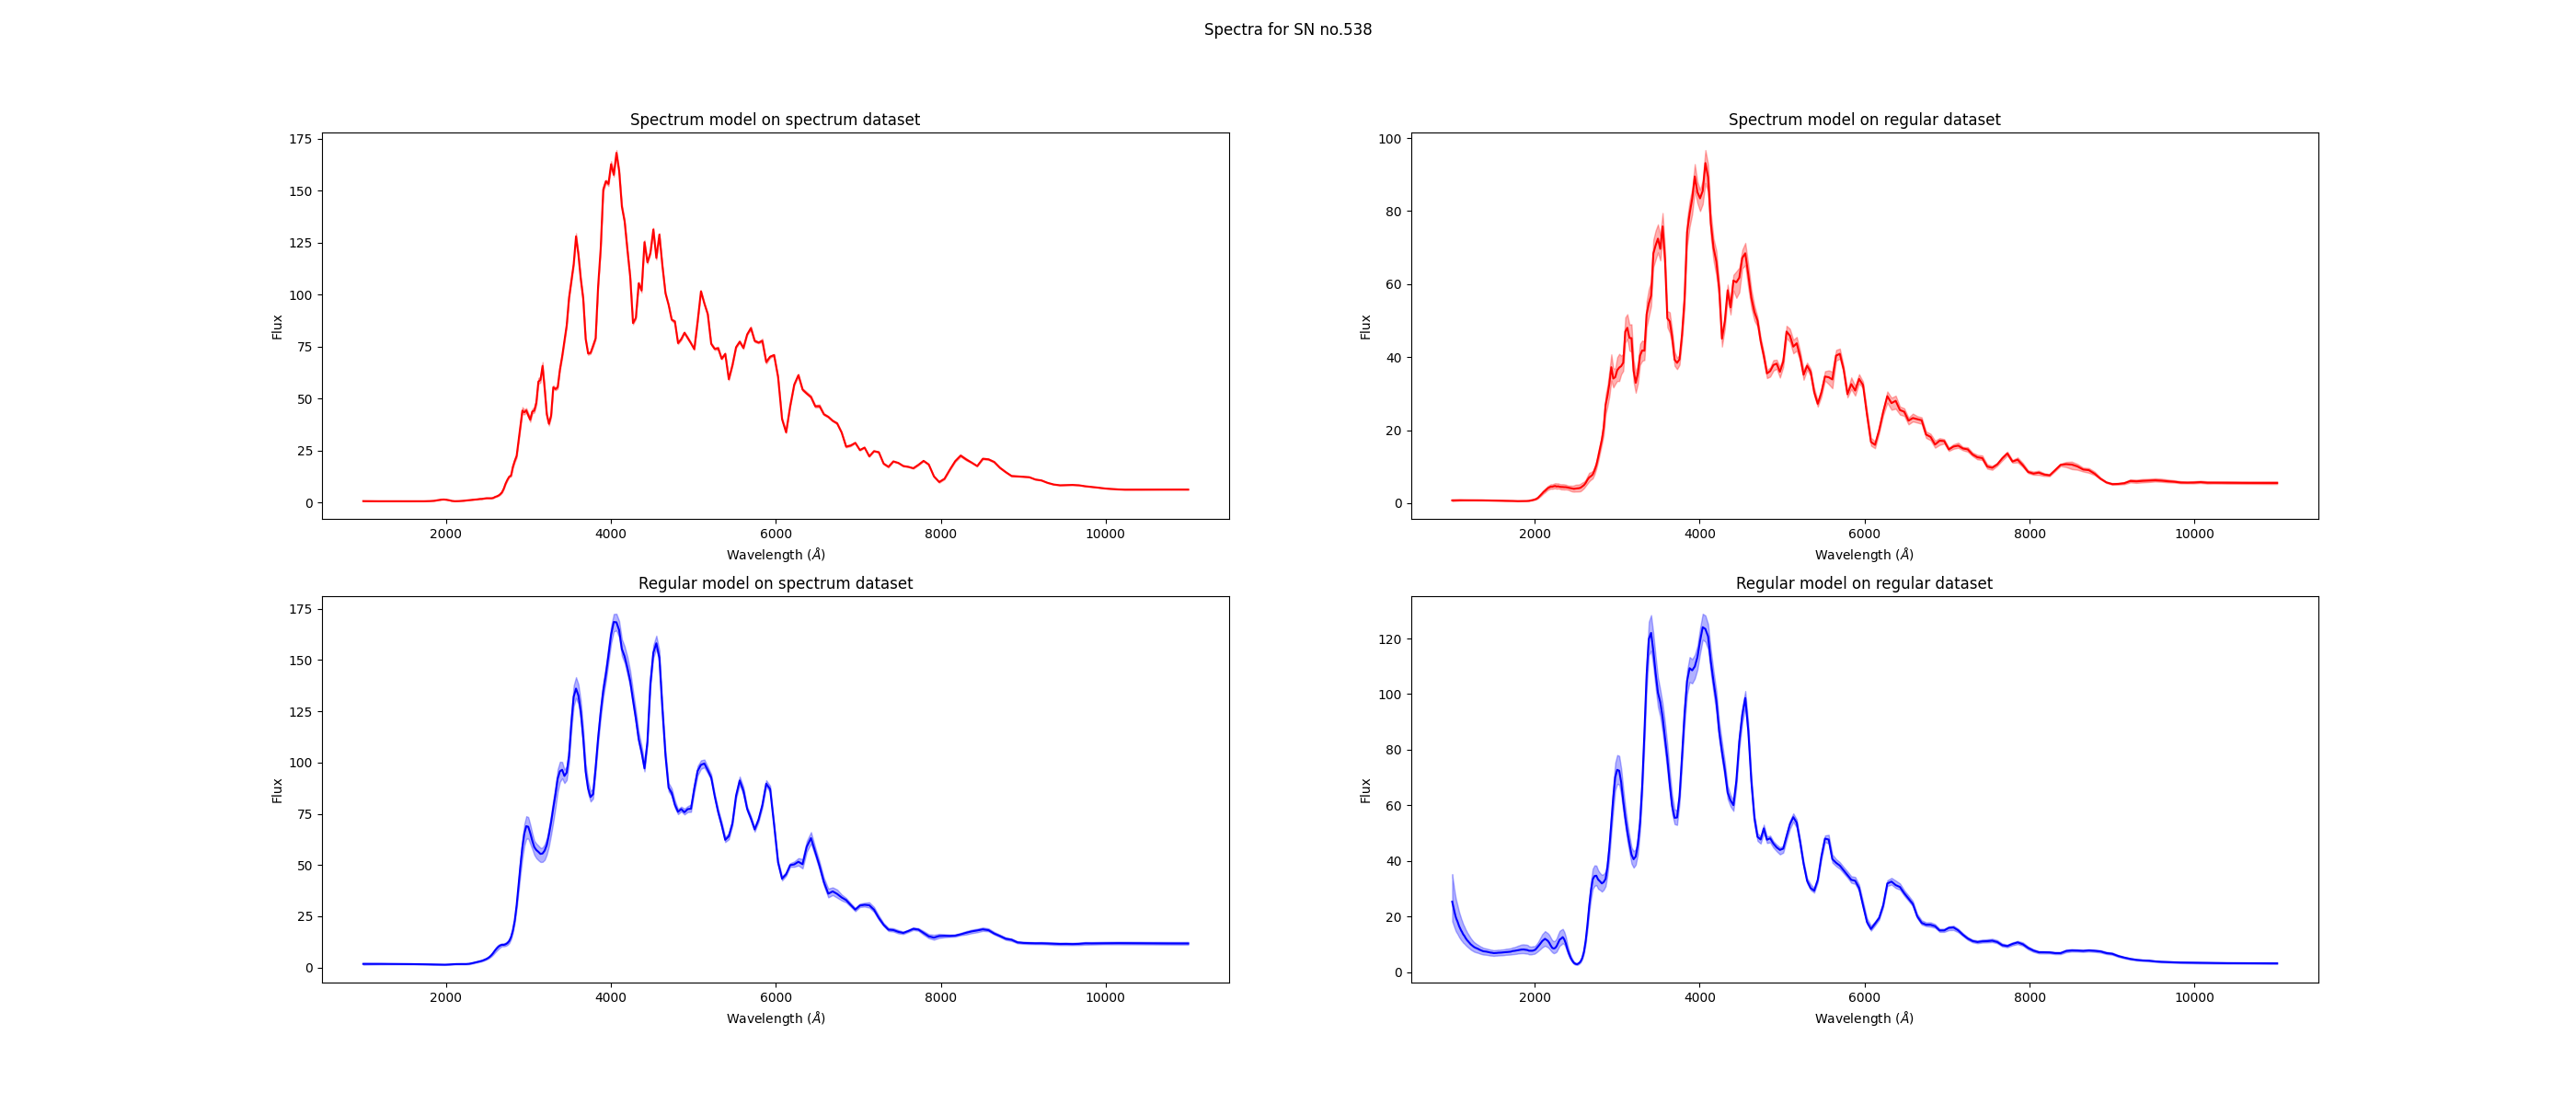 Spectra for SN no.538
Spectrum model on spectrum dataset
175
150
125
100
75
50
25
0
Flux
2000 4000 6000 8000 10000
Wavelength (Å)
Spectrum model on regular dataset
100
80
60
40
20
0
Flux
2000 4000 6000 8000 10000
Wavelength (Å)
Regular model on spectrum dataset
175
150
125
100
75
50
25
0
Flux
2000 4000 6000 8000 10000
Wavelength (Å)
Regular model on regular dataset
120
100
80
60
40
20
0
Flux
2000 4000 6000 8000 10000
Wavelength (Å)